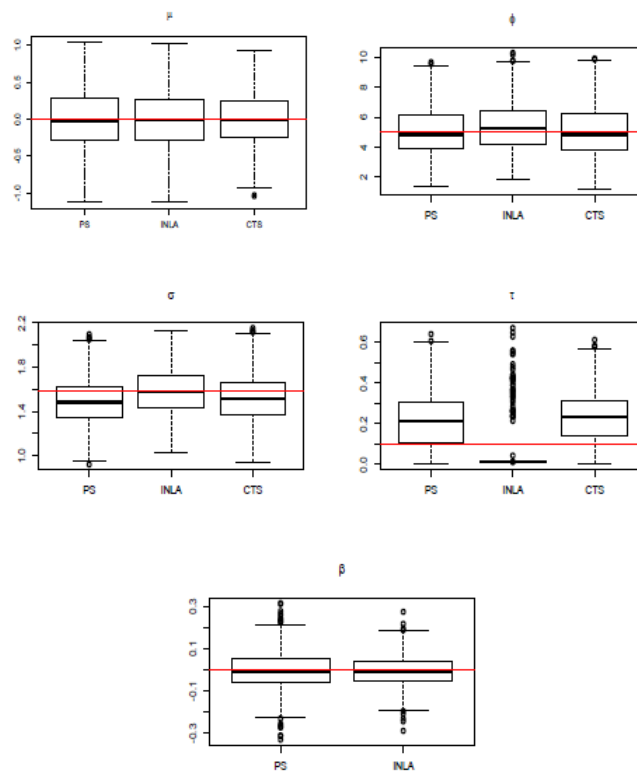 μ
1.0
0.5
0.0
-0.5
-1.0
PS INLA CTS
ϕ
10
8
6
4
2
PS INLA CTS
σ
2.2
1.8
1.4
1.0
PS INLA CTS
τ
0.6
0.4
0.2
0.0
PS INLA CTS
β
0.3
0.1
-0.1
-0.3
PS INLA